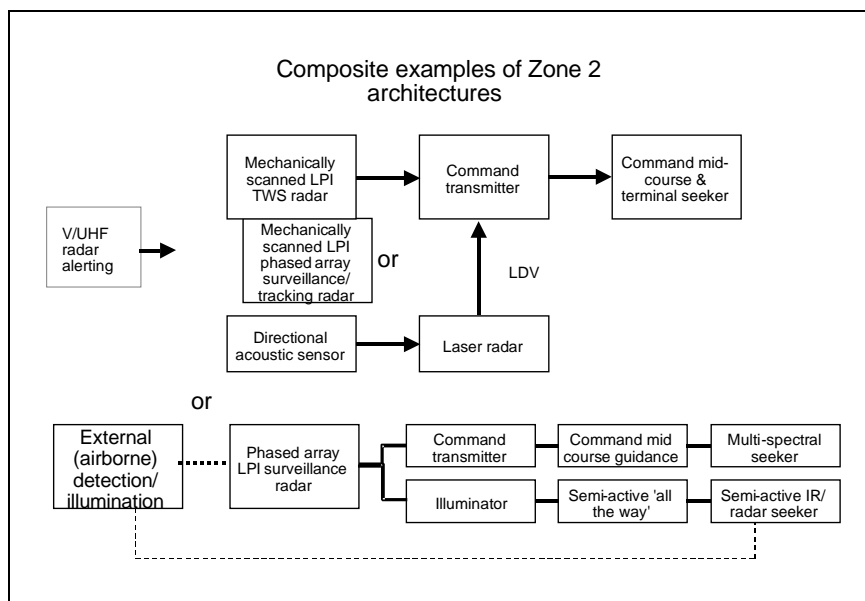 Composite examples of Zone 2
architectures
Mechanically
scanned LPI
TWS radar
Command
transmitter
Command mid-
course &
terminal seeker
V/UHF
radar
alerting
Mechanically
scanned LPI
phased array
surveillance/
tracking radar
or
LDV
Directional
acoustic sensor
Laser radar
or
External
(airborne)
detection/
illumination
Phased array
LPI surveillance
radar
Command
transmitter
Command mid
course guidance
Multi-spectral
seeker
Illuminator
Semi-active 'all
the way'
Semi-active IR/
radar seeker